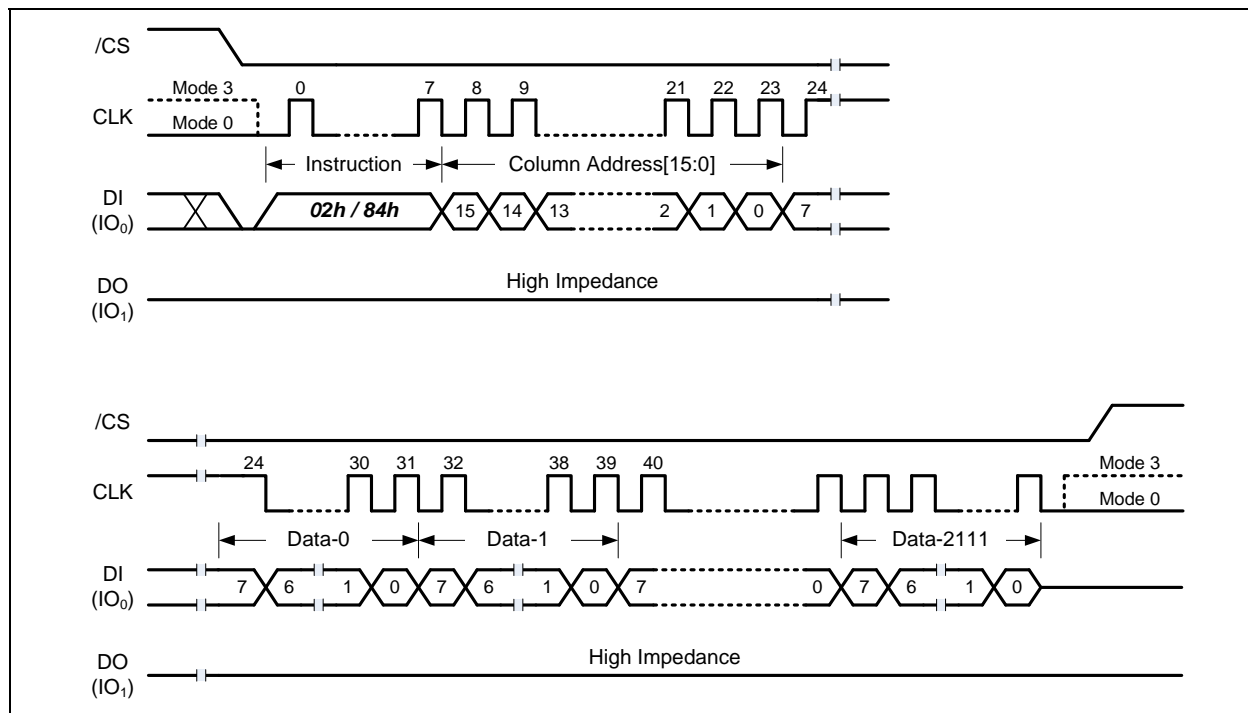 /CS
Mode 3
0
7
8
9
21
22
23
24
CLK
Mode 0
Instruction
Column Address[15:0]
DI
(IO0)
02h / 84h
15
14
13
2
1
0
7
High Impedance
DO
(IO1)
/CS
24
30
31
32
38
39
40
Mode 3
CLK
Mode 0
Data-0
Data-1
Data-2111
DI
(IO0)
7
6
1
0
7
6
1
0
7
0
7
6
1
0
High Impedance
DO
(IO1)